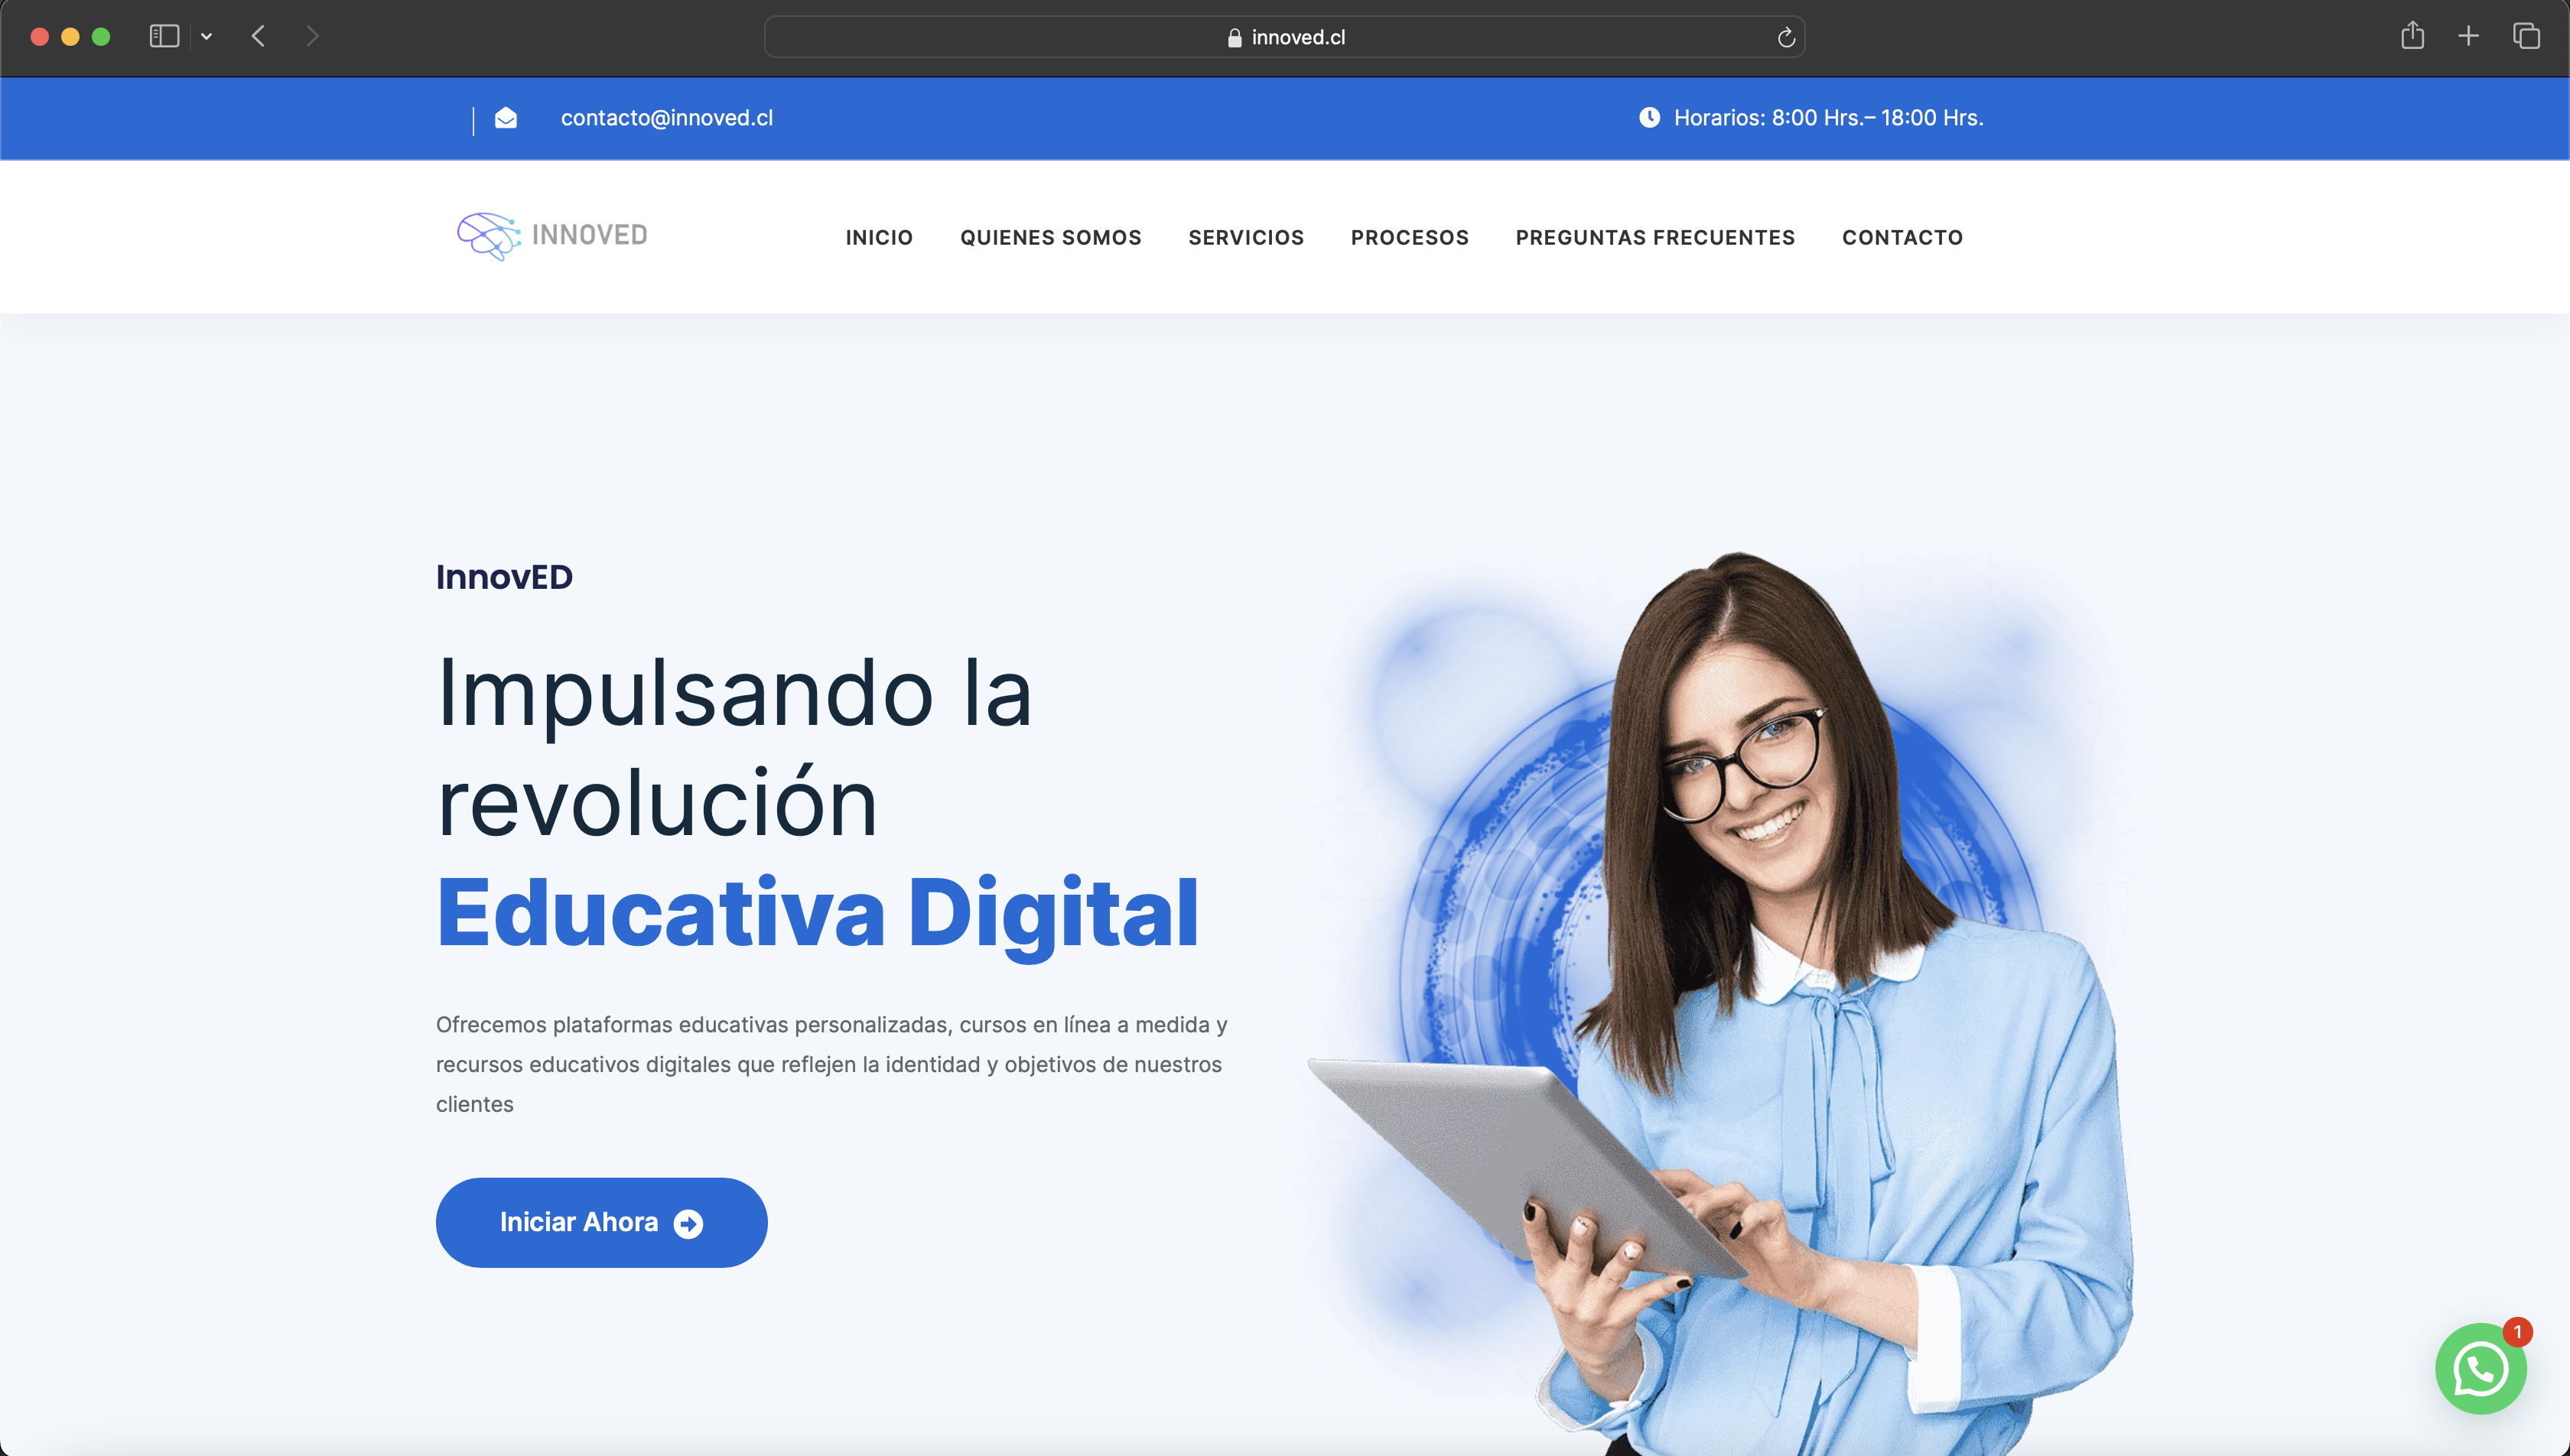 innoved.cl
contacto@innoved.cl
Horarios: 8:00 Hrs.– 18:00 Hrs.
INNOVED
INICIO
QUIENES SOMOS
SERVICIOS
PROCESOS
PREGUNTAS FRECUENTES
CONTACTO
InnovED
Impulsando la
revolución
Educativa Digital
Ofrecemos plataformas educativas personalizadas, cursos en línea a medida y
recursos educativos digitales que reflejen la identidad y objetivos de nuestros
clientes
Iniciar Ahora
1